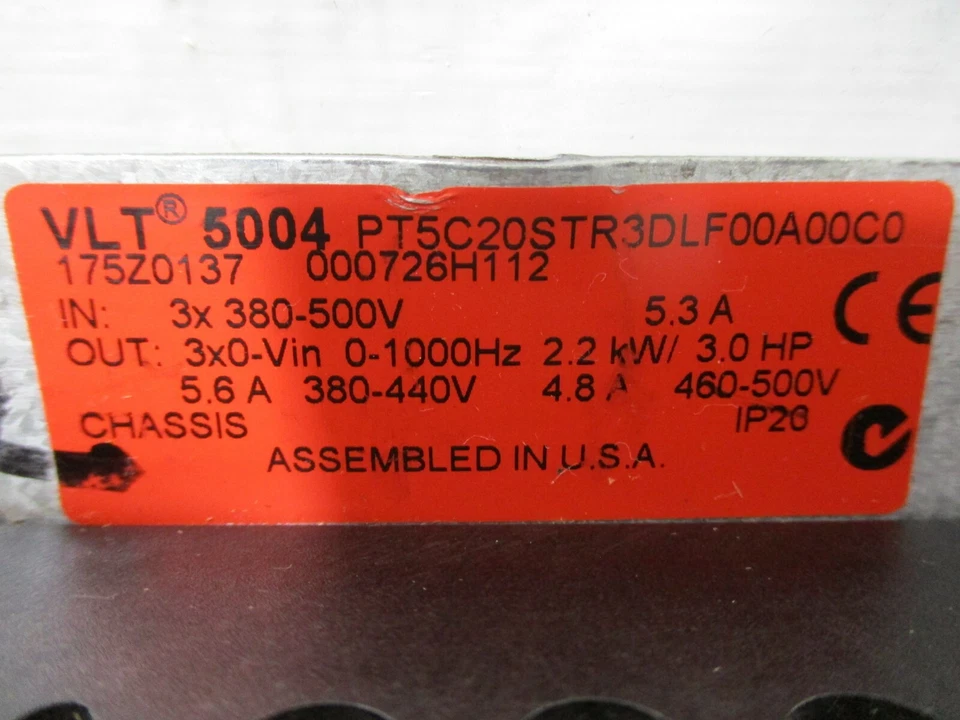 VLT® 5004 PT5C20STR3DLF00A00C0
175Z0137 000726H112
IN: 3x 380-500V 5.3 A
CE
OUT: 3x0-Vin 0-1000Hz 2.2 kW/ 3.0 HP
5.6 A 380-440V 4.8 A 460-500V
CHASSIS IP20
ASSEMBLED IN U.S.A.